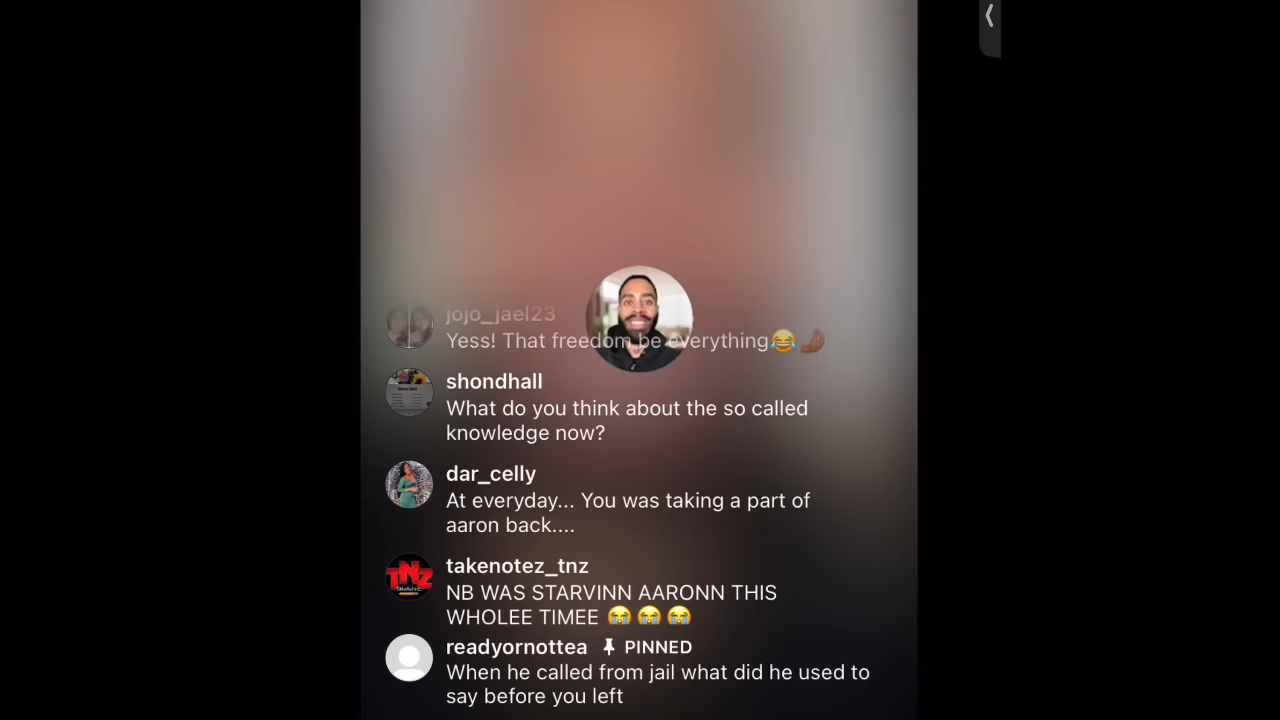 jojo_jael23
Yess! That freedom be everything😂🤌🏾
shondhall
What do you think about the so called
knowledge now?
dar_celly
At everyday... You was taking a part of
aaron back....
takenotez_tnz
NB WAS STARVINN AARONN THIS
WHOLEE TIMEE 😭😭😭
readyornottea PINNED
When he called from jail what did he used to
say before you left
TNZ